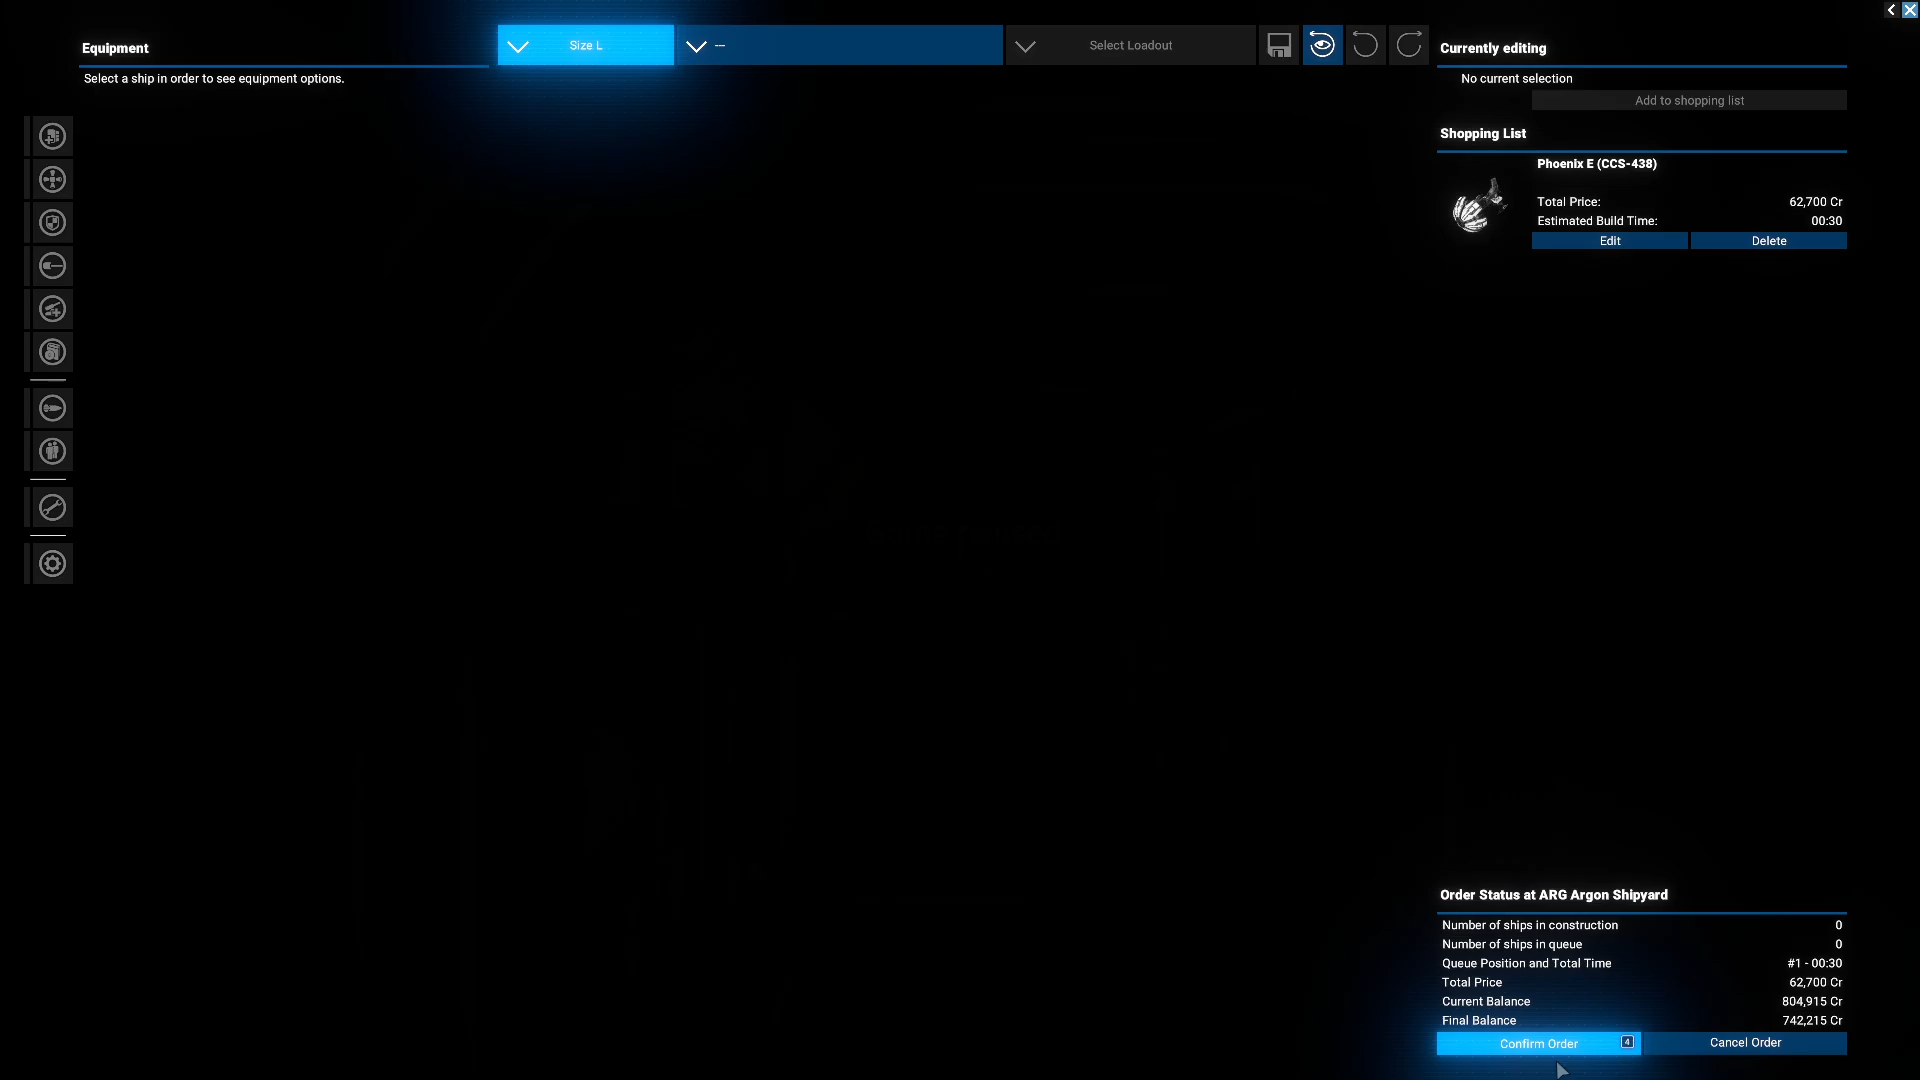 Equipment
Select a ship in order to see equipment options.
Size L
---
Select Loadout
Currently editing
No current selection
Add to shopping list
Shopping List
Phoenix E (CCS-438)
Total Price: 62,700 Cr
Estimated Build Time: 00:30
Edit Delete
Order Status at ARG Argon Shipyard
Number of ships in construction 0
Number of ships in queue 0
Queue Position and Total Time #1 - 00:30
Total Price 62,700 Cr
Current Balance 804,915 Cr
Final Balance 742,215 Cr
Confirm Order 4 Cancel Order